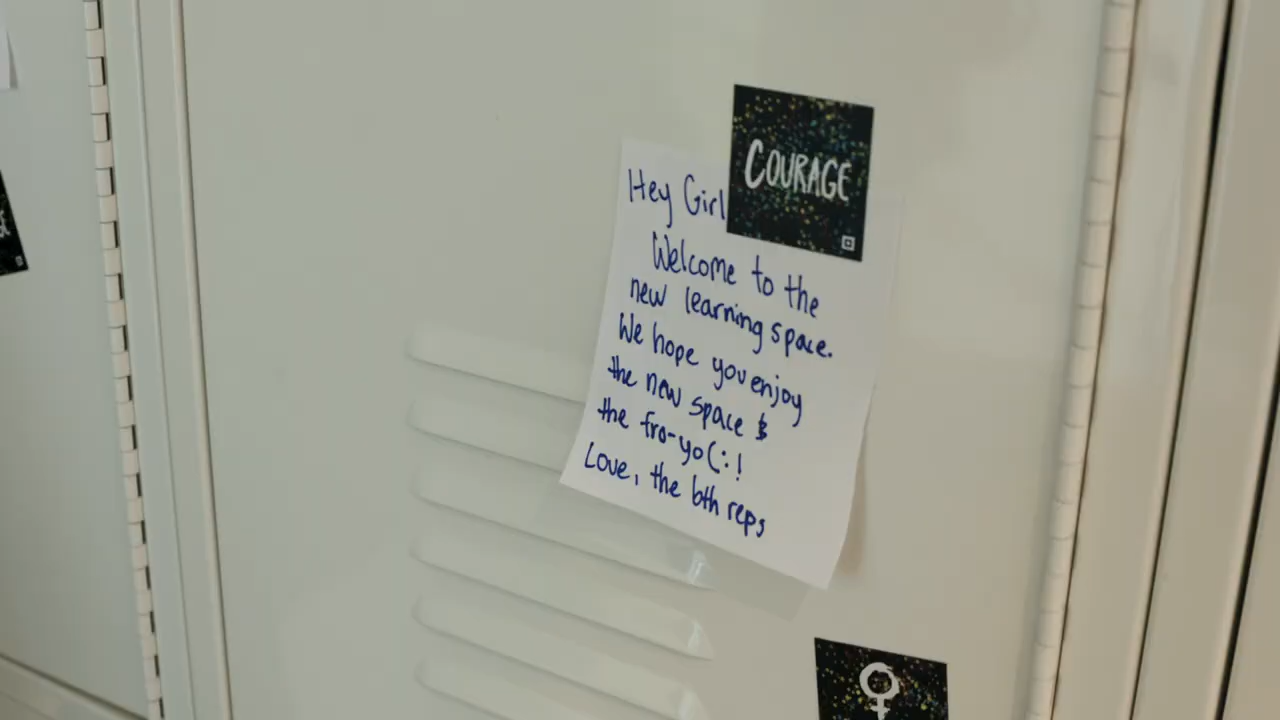 COURAGE
Hey Girl
Welcome to the
new learning space.
We hope you enjoy
the new space &
the fro-yo (:!
Love, the 6th reps